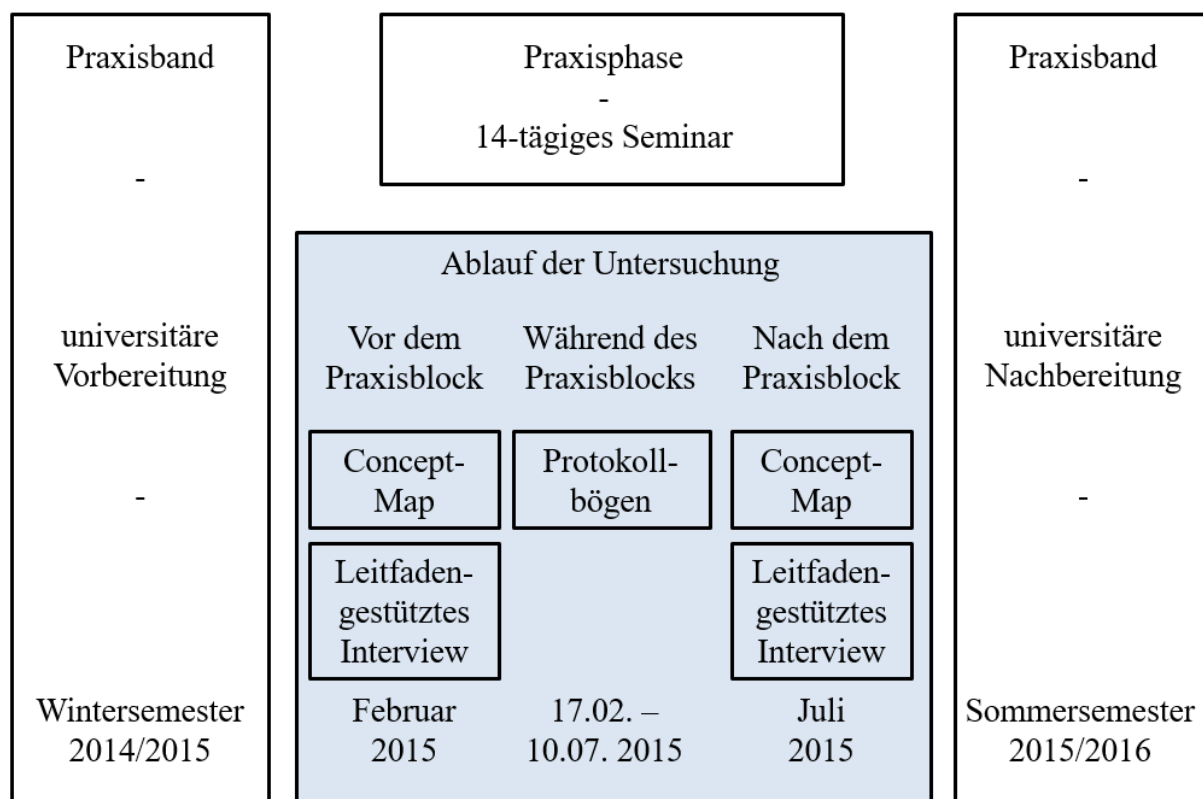 Praxisband
-
universitäre
Vorbereitung
-
Wintersemester
2014/2015
Praxisphase
-
14-tägiges Seminar
Ablauf der Untersuchung
Vor dem
Praxisblock
Concept-
Map
Leitfaden-
gestütztes
Interview
Februar
2015
Während des
Praxisblocks
Protokoll-
bögen
17.02. –
10.07. 2015
Nach dem
Praxisblock
Concept-
Map
Leitfaden-
gestütztes
Interview
Juli
2015
Praxisband
-
universitäre
Nachbereitung
-
Sommersemester
2015/2016